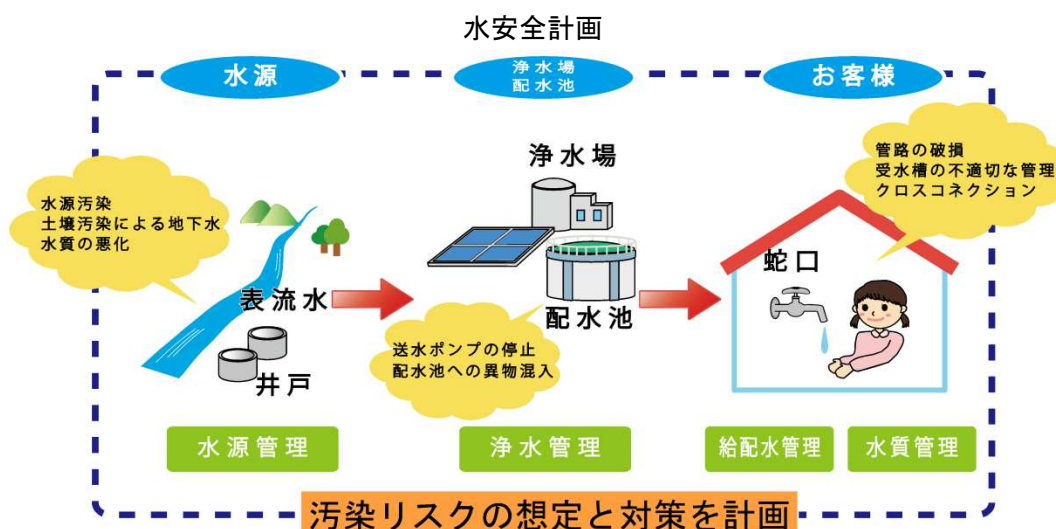 水安全計画
水源
浄水場
配水池
お客様
水源汚染
土壌汚染による地下水
水質の悪化
表流水
井戸
浄水場
配水池
送水ポンプの停止
配水池への異物混入
管路の破損
受水槽の不適切な管理
クロスコネクション
蛇口
水源管理
浄水管理
給配水管理
水質管理
汚染リスクの想定と対策を計画